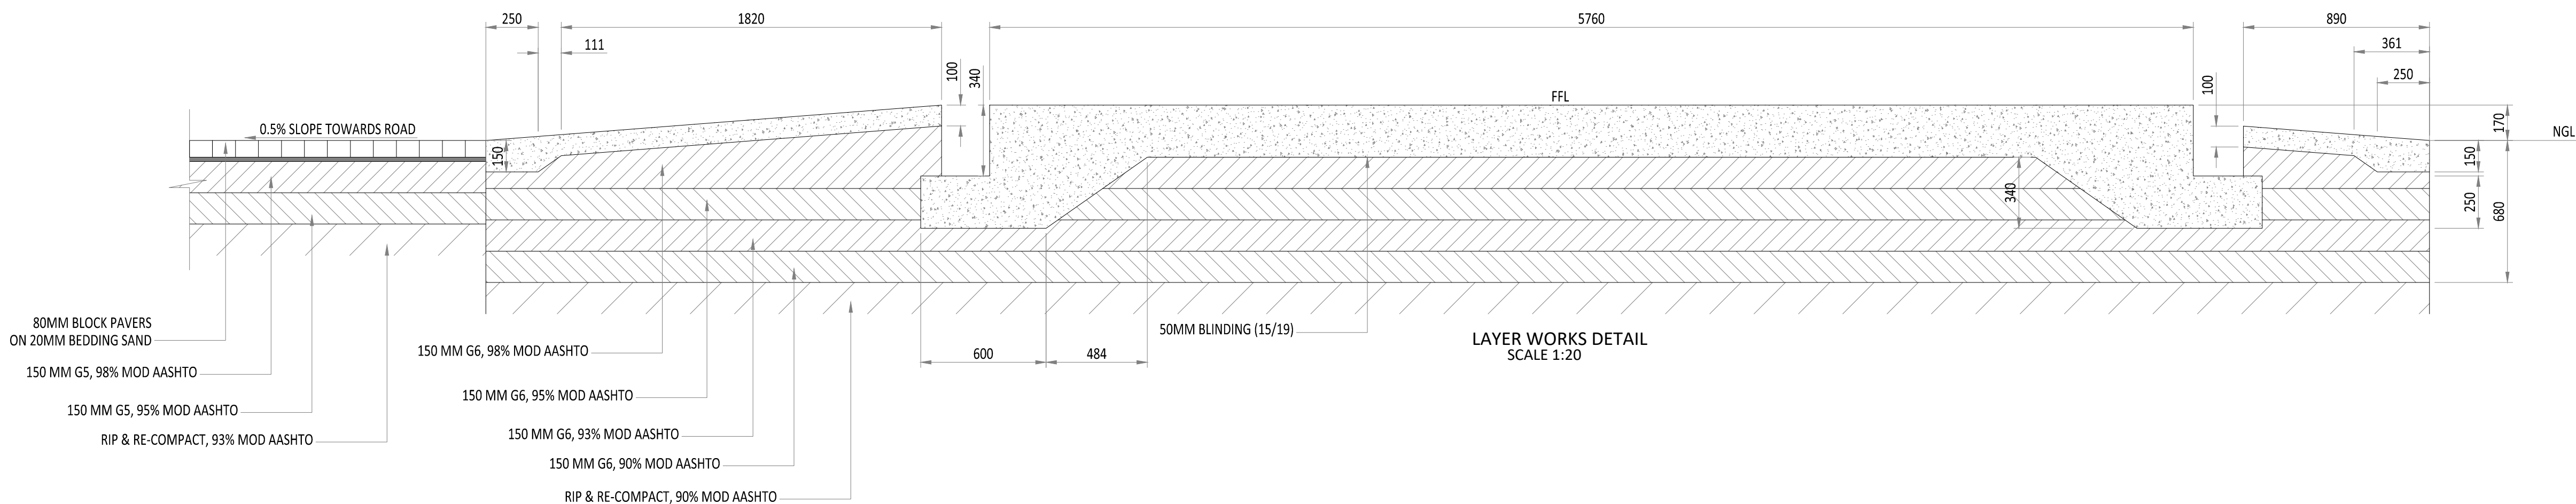 250
1820
5760
890
111
361
250
100
340
100
FFL
170
NGL
0.5% SLOPE TOWARDS ROAD
150
150
340
250
680
80MM BLOCK PAVERS
ON 20MM BEDDING SAND
50MM BLINDING (15/19)
LAYER WORKS DETAIL
SCALE 1:20
150 MM G6, 98% MOD AASHTO
600
484
150 MM G5, 98% MOD AASHTO
150 MM G6, 95% MOD AASHTO
150 MM G5, 95% MOD AASHTO
150 MM G6, 93% MOD AASHTO
RIP & RE-COMPACT, 93% MOD AASHTO
150 MM G6, 90% MOD AASHTO
RIP & RE-COMPACT, 90% MOD AASHTO